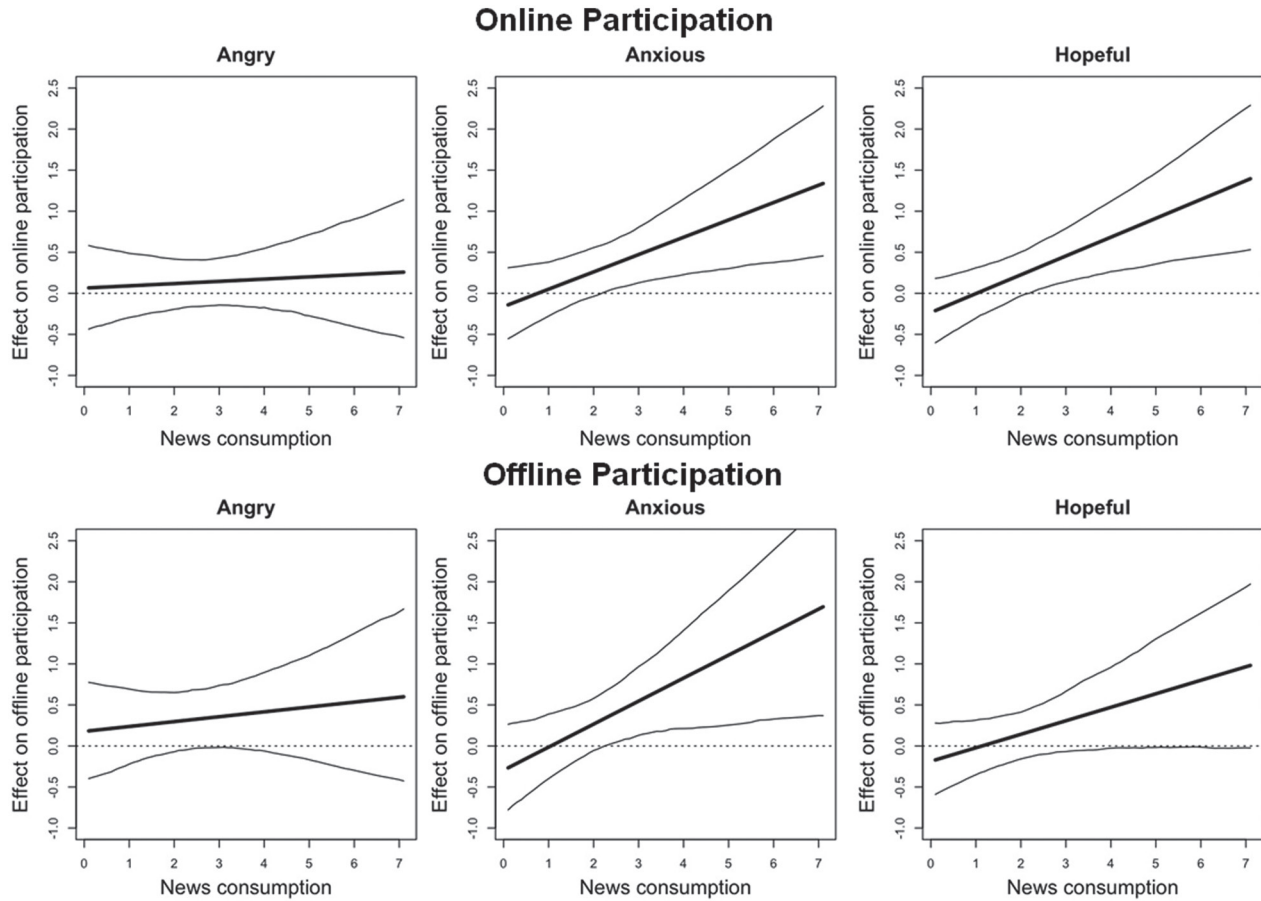 Online Participation
Angry
Anxious
Hopeful
Effect on online participation
2.5
2.0
1.5
1.0
0.5
0.0
-0.5
-1.0
0 1 2 3 4 5 6 7
News consumption
Effect on online participation
2.5
2.0
1.5
1.0
0.5
0.0
-0.5
-1.0
0 1 2 3 4 5 6 7
News consumption
Effect on online participation
2.5
2.0
1.5
1.0
0.5
0.0
-0.5
-1.0
0 1 2 3 4 5 6 7
News consumption
Offline Participation
Angry
Anxious
Hopeful
Effect on offline participation
2.5
2.0
1.5
1.0
0.5
0.0
-0.5
-1.0
0 1 2 3 4 5 6 7
News consumption
Effect on offline participation
2.5
2.0
1.5
1.0
0.5
0.0
-0.5
-1.0
0 1 2 3 4 5 6 7
News consumption
Effect on offline participation
2.5
2.0
1.5
1.0
0.5
0.0
-0.5
-1.0
0 1 2 3 4 5 6 7
News consumption